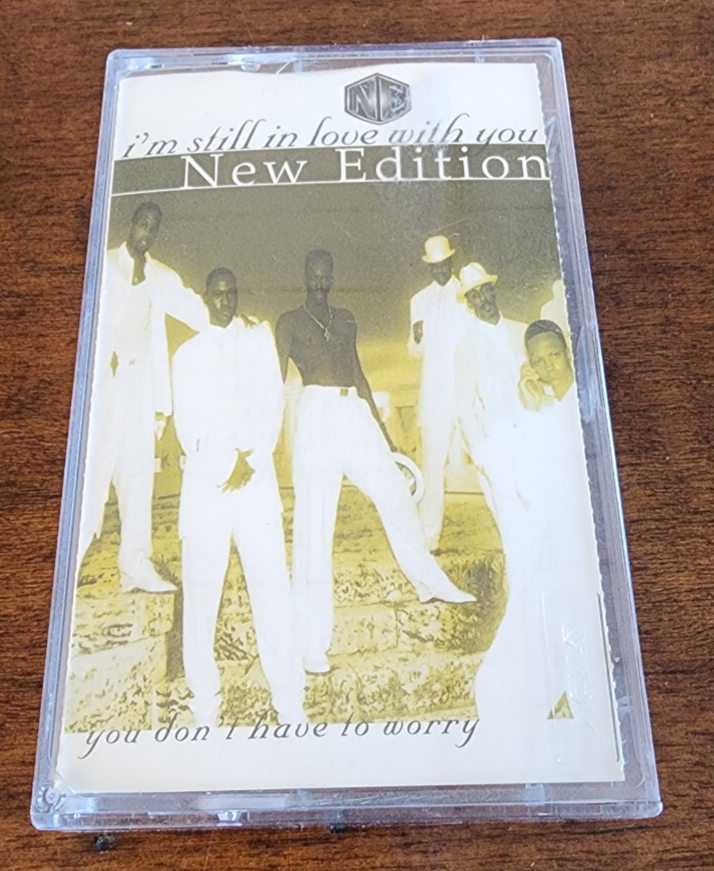 NE
i'm still in love with you
New Edition
you don't have to worry